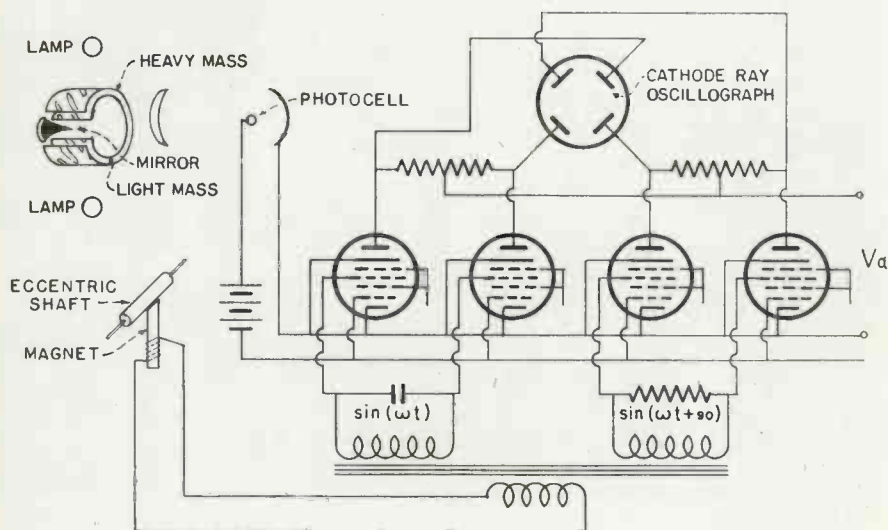 LAMP
HEAVY MASS
MIRROR
LIGHT MASS
LAMP
PHOTOCELL
CATHODE RAY
OSCILLOGRAPH
ECCENTRIC
SHAFT
MAGNET
Va
sin(ωt)
sin(ωt+90)